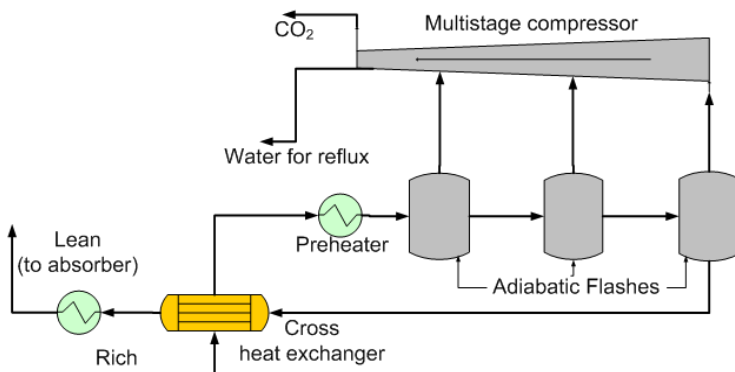 CO2
Multistage compressor
Water for reflux
Preheater
Lean
(to absorber)
Adiabatic Flashes
Cross
heat exchanger
Rich